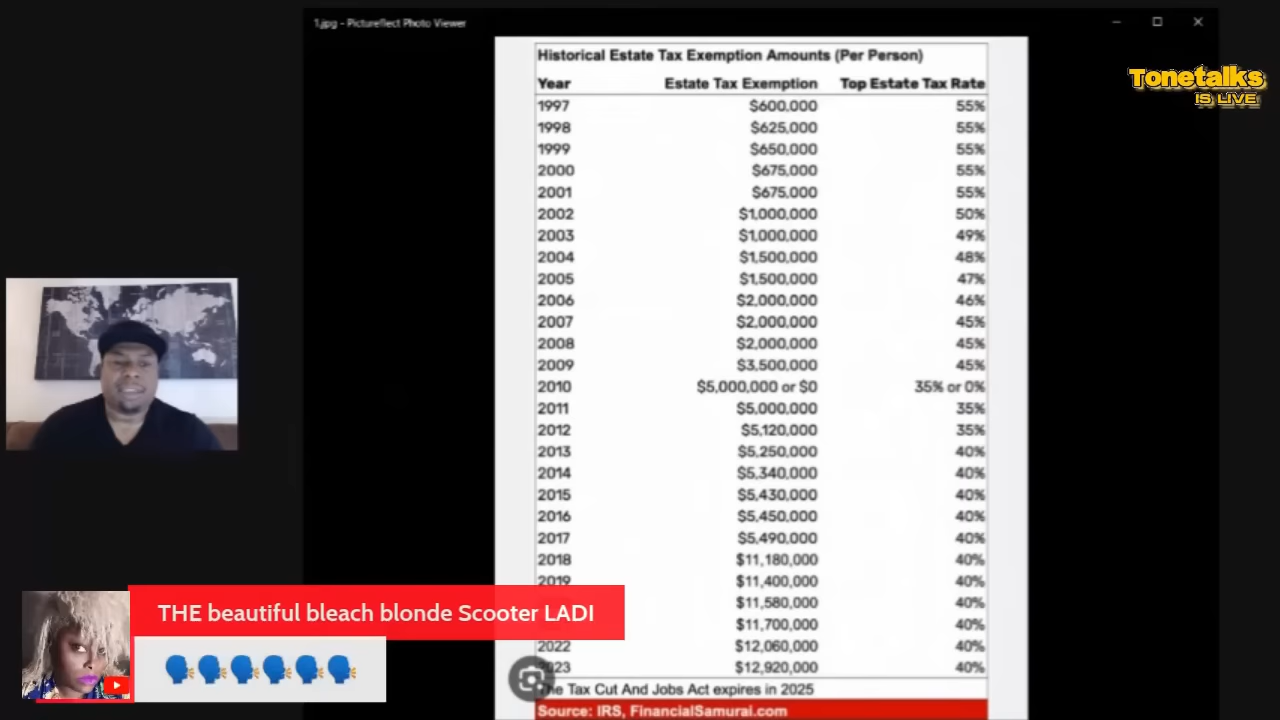 1.jpg - Pictureflect Photo Viewer
Tonetalks
IS LIVE
Historical Estate Tax Exemption Amounts (Per Person)
Year Estate Tax Exemption Top Estate Tax Rate
1997 $600,000 55%
1998 $625,000 55%
1999 $650,000 55%
2000 $675,000 55%
2001 $675,000 55%
2002 $1,000,000 50%
2003 $1,000,000 49%
2004 $1,500,000 48%
2005 $1,500,000 47%
2006 $2,000,000 46%
2007 $2,000,000 45%
2008 $2,000,000 45%
2009 $3,500,000 45%
2010 $5,000,000 or $0 35% or 0%
2011 $5,000,000 35%
2012 $5,120,000 35%
2013 $5,250,000 40%
2014 $5,340,000 40%
2015 $5,430,000 40%
2016 $5,450,000 40%
2017 $5,490,000 40%
2018 $11,180,000 40%
2019 $11,400,000 40%
$11,580,000 40%
$11,700,000 40%
2022 $12,060,000 40%
$12,920,000 40%
The Tax Cut And Jobs Act expires in 2025
Source: IRS, FinancialSamurai.com
THE beautiful bleach blonde Scooter LADI